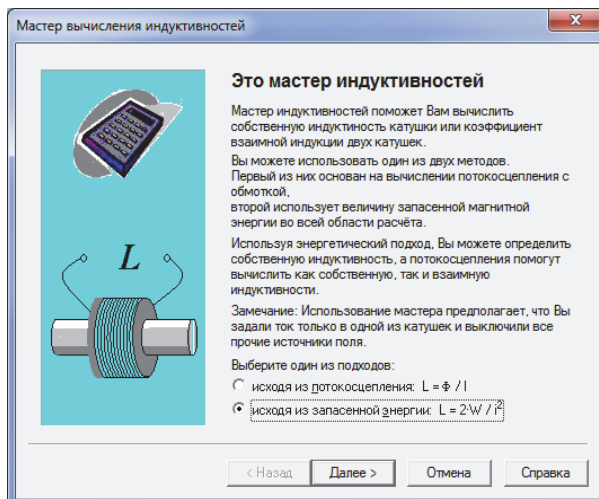 Мастер вычисления индуктивностей
Это мастер индуктивностей
Мастер индуктивностей поможет Вам вычислить
собственную индуктиность катушки или коэффициент
взаимной индукции двух катушек.
Вы можете использовать один из двух методов.
Первый из них основан на вычислении потокосцепления с
обмоткой,
второй использует величину запасенной магнитной
энергии во всей области расчёта.
Используя энергетический подход, Вы можете определить
собственную индуктивность, а потокосцепления помогут
вычислить как собственную, так и взаимную
индуктивности.
Замечание: Использование мастера предполагает, что Вы
задали ток только в одной из катушек и выключили все
прочие источники поля.
Выберите один из подходов:
исходя из потокосцепления: L = Φ / I
исходя из запасенной энергии: L = 2·W / i²
L
< Назад
Далее >
Отмена
Справка